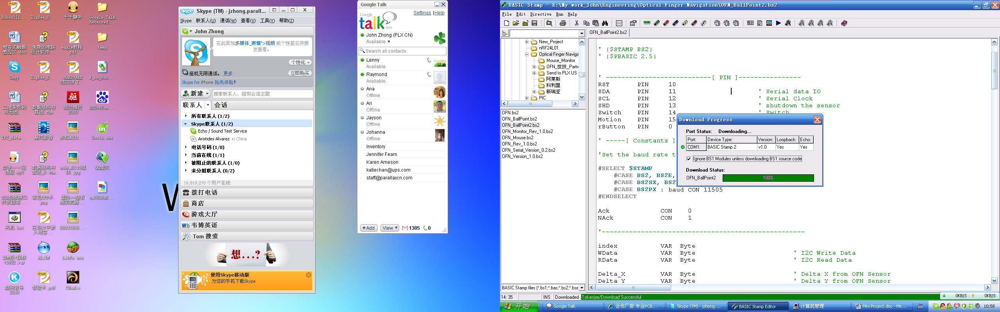 Robot3[1...
ZigBee_O...
千千静听
Google Talk
Received...
电容式触摸
感应IC.doc
免费的电路
设计软件...
eagle教程.
pdf
temp
Skyp
ZigBee_O...
HARDWARE
DESIGN T...
f_in_box...
二维条形码
与无线...
数据结构与
算法.chm
驱动精灵
2010
BDDocDow...
TFT_data...
暴风影音
NOKIA331...
Docin.exe
放生——范
逸臣.mp3
数据结构与
算法_O.chm
nokia5110模
块.jpg
QQ旋风
USB总线接口
开发指南...
常见CPU卡.
png
国外一些有
趣的机器...
ca7600d6...
关机.bat
在设计中嵌
入电容...
08031919...
ZDM板+鼠标
+1602.rar
AliIM
LibFx.exe
酷狗音乐
2010
智能卡.pdf
CRadio
Skype (TM) - jzhong.parall...
Skype 联系人(U) 通话(W) 查看(X) 工具(Y) 帮助(Z)
John Zhong
在此添加多媒体_表情">视频 或个性签名供朋
友查看。
个性化
座机无限通话。 更多
立即购买
Skype for iPhone 抢先体验!
新建
搜索联系人、组和会话主题
联系人
会话
所有联系人 (1/2)
Skype联系人 (1/2)
Echo / Sound Test Service
Aristides Alvarez in China
电话号码 (1/0)
当前在线 (1/1)
被阻止的联系人 (1/0)
未分组联系人 (0/2)
16,819,270 个用户在线
拨打电话
商店
游戏大厅
韦博英语
Tom 搜索
想...?
使用Skype移动版
为您的手机下载Skype
Google Talk
Settings | Help
Google
talk
BETA
John Zhong (PLX CN)
Available
Search all contacts
Lenny
Available
Raymond
Available
Ana
Offline
Ari
Offline
Jayson
Offline
Johanna
Offline
Inventory
Jennifer Fearn
Karen Arneson
katiechan@ups.com
staff@parallaxcn.com
+Add
View
1385
0
BASIC Stamp - E:\My work_John\Engineering\Optical Finger Navigation\OFN_BallPoint2.bs2
File Edit Directive Run Help
New_Project
nRF24L01
Optical Finger Naviga
Mouse_Monitor
OFN_世技_Partr
Send to PLX US
阿莱斯
科利盟
新瑞亚
PIC
OFN.bs2
OFN_BallPoint.bs2
OFN_BallPoint2.bs2
OFN_Monitor_Rev_1.0.bs2
OFN_Mouse.bs2
OFN_Rev_1.0.bs2
OFN_Serial_Version_0.2.bs2
OFN_Version_1.0.bs2
BASIC Stamp files (*.bs1;*.bas;*.bs2;*.bse
OFN_BallPoint2.bs2
' {$STAMP BS2}
' {$PBASIC 2.5}
' ---------------------------[ PIN ]----------------
RST PIN 10
SDA PIN 11 ' Serial data IO
SCL PIN 12 ' Serial Clock
SHD PIN 13 ' shutdown the sensor
Switch PIN 14 ' Switch
Motion PIN 15
rButton PIN 0
' -----[ Constants ]
'Set the baud rate t
#SELECT $STAMP
#CASE BS2, BS2E,
#CASE BS2SX, BS2
#CASE BS2PX : baud CON 11505
#ENDSELECT
Ack CON 0
NAck CON 1
'----------------------------------------------------
index VAR Byte
WData VAR Byte ' I2C Write Data
RData VAR Byte ' I2C Read Data
Delta_X VAR Byte ' Delta X from OFN Sensor
Delta Y VAR Byte ' Delta Y from OFN Sensor
Download Progress
Port Status: Downloading...
Port: Device Type: Version: Loopback: Echo:
COM1: BASIC Stamp 2 v1.0 Yes Yes
Ignore BS1 Modules unless downloading BS1 source code
Download Status:
OFN_BallPoint2 100%
14: 35 INS Downloaded Tokenize/Download Successful
0KB/S 0KB/S
开始
Google Talk
合作厂家 专业PCB...
Skype (TM) - jzhong....
BASIC Stamp Editor
计算机管理
Mini Project.doc - Mic...
10:58